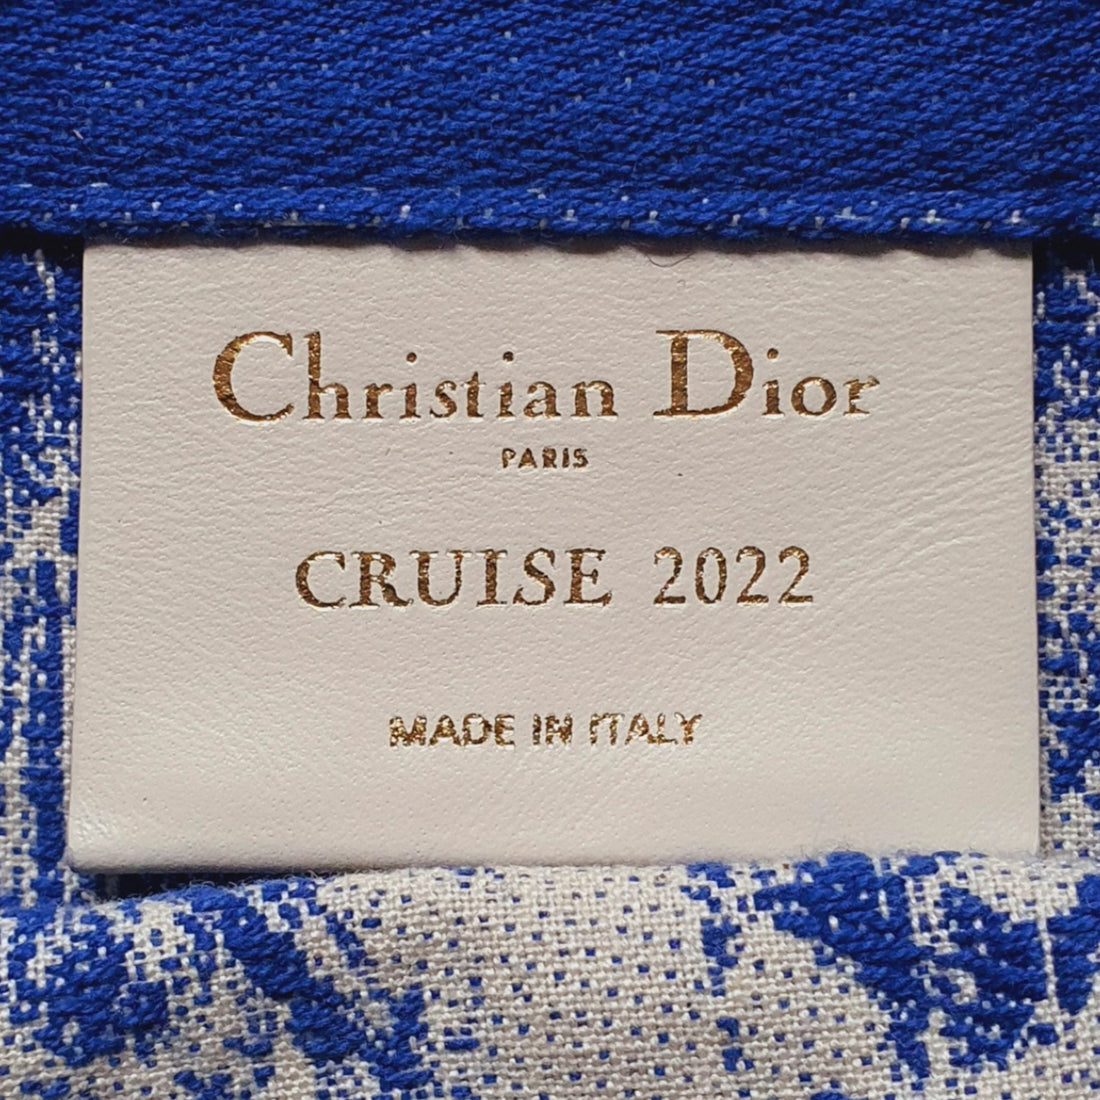 Christian Dior
PARIS
CRUISE 2022
MADE IN ITALY